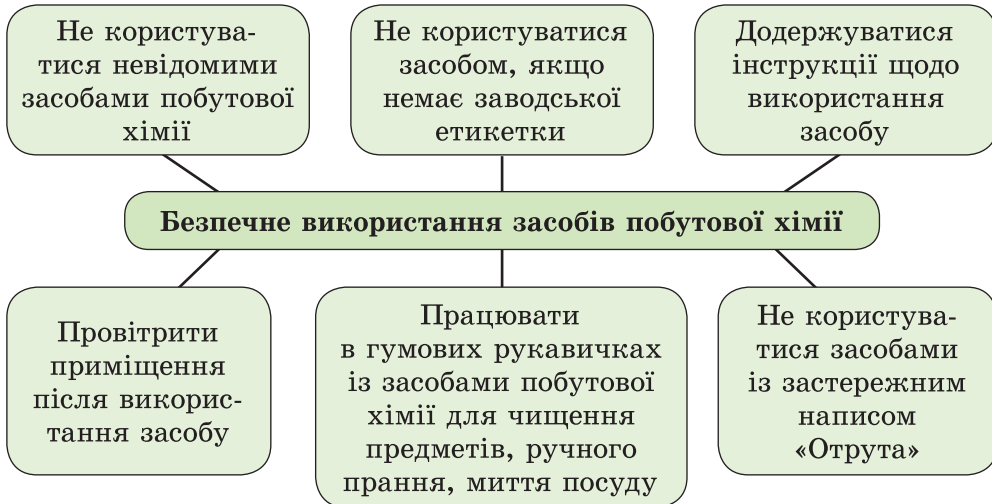 Не користува-
тися невідомими
засобами побутової
хімії
Не користуватися
засобом, якщо
немає заводської
етикетки
Додержуватися
інструкції щодо
використання
засобу
Безпечне використання засобів побутової хімії
Провітрити
приміщення
після викорис-
тання засобу
Працювати
в гумових рукавичках
із засобами побутової
хімії для чищення
предметів, ручного
прання, миття посуду
Не користува-
тися засобами
із застережним
написом
«Отрута»